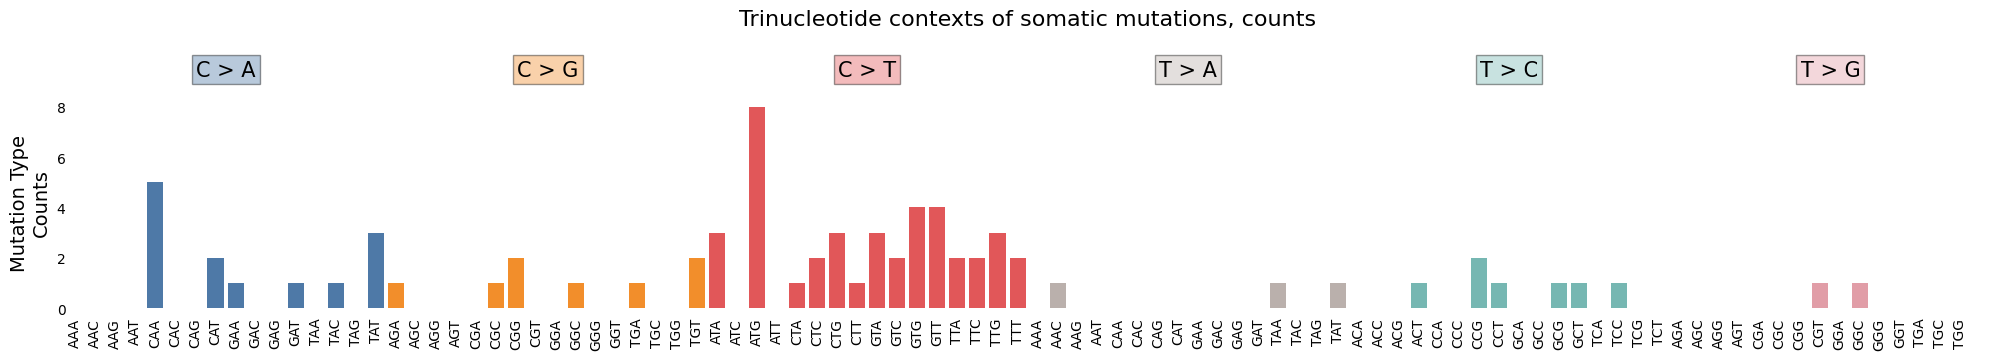 Trinucleotide contexts of somatic mutations, counts
C > A C > G C > T T > A T > C T > G
Mutation Type
Counts
8
6
4
2
0
AAA AAC AAG AAT CAA CAC CAG CAT GAA GAC GAG GAT TAA TAC TAG TAT AGA AGC AGG AGT CGA CGC CGG CGT GGA GGC GGG GGT TGA TGC TGG TGT ATA ATC ATG ATT CTA CTC CTG CTT GTA GTC GTG GTT TTA TTC TTG TTT AAA AAC AAG AAT CAA CAC CAG CAT GAA GAC GAG GAT TAA TAC TAG TAT ACA ACC ACG ACT CCA CCC CCG CCT GCA GCC GCG GCT TCA TCC TCG TCT AGA AGC AGG AGT CGA CGC CGG CGT GGA GGC GGG GGT TGA TGC TGG